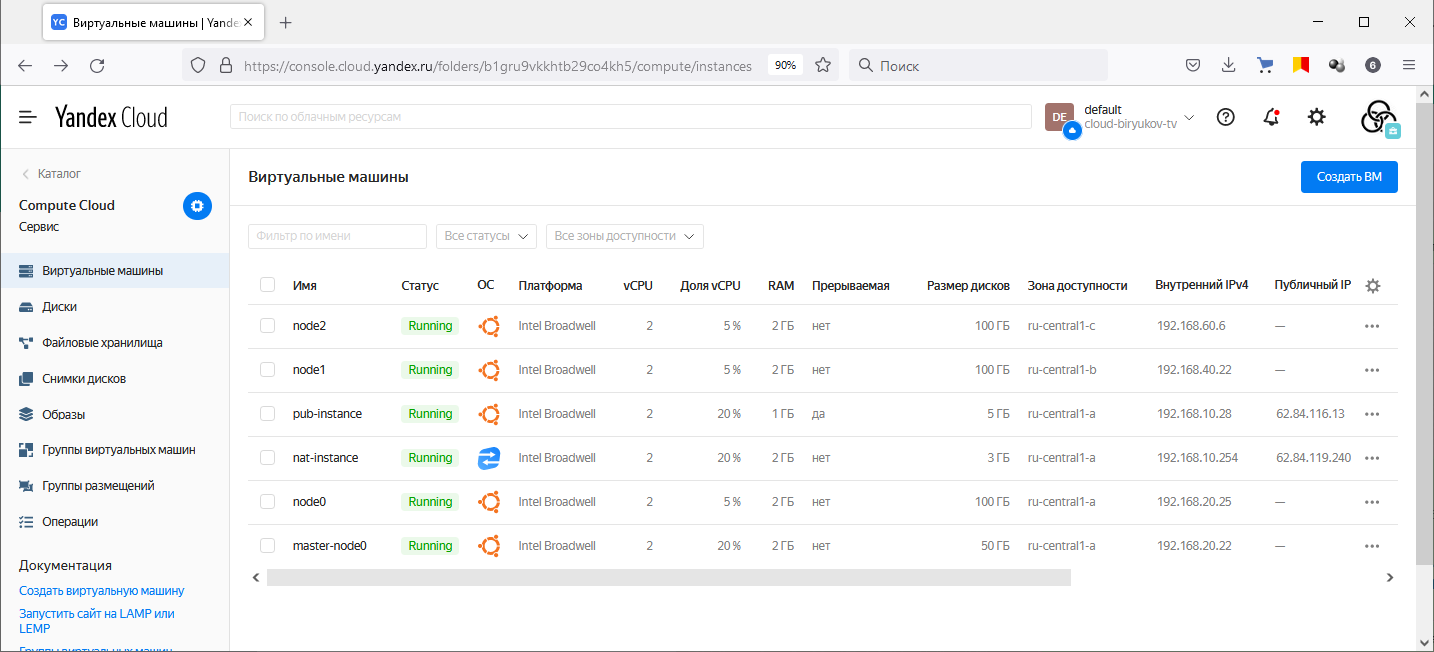 YC Виртуальные машины | Yande
https://console.cloud.yandex.ru/folders/b1gru9vkkhtb29co4kh5/compute/instances 90% Поиск 6
Yandex Cloud Поиск по облачным ресурсам DE default
cloud-biryukov-tv
Каталог
Compute Cloud
Сервис
Виртуальные машины
Диски
Файловые хранилища
Снимки дисков
Образы
Группы виртуальных машин
Группы размещений
Операции
Документация
Создать виртуальную машину
Запустить сайт на LAMP или
LEMP
Группы виртуальных машин
Виртуальные машины Создать ВМ
Фильтр по имени Все статусы Все зоны доступности
Имя Статус ОС Платформа vCPU Доля vCPU RAM Прерываемая Размер дисков Зона доступности Внутренний IPv4 Публичный IP
node2 Running Intel Broadwell 2 5 % 2 ГБ нет 100 ГБ ru-central1-c 192.168.60.6 —
node1 Running Intel Broadwell 2 5 % 2 ГБ нет 100 ГБ ru-central1-b 192.168.40.22 —
pub-instance Running Intel Broadwell 2 20 % 1 ГБ да 5 ГБ ru-central1-a 192.168.10.28 62.84.116.13
nat-instance Running Intel Broadwell 2 20 % 2 ГБ нет 3 ГБ ru-central1-a 192.168.10.254 62.84.119.240
node0 Running Intel Broadwell 2 5 % 2 ГБ нет 100 ГБ ru-central1-a 192.168.20.25 —
master-node0 Running Intel Broadwell 2 20 % 2 ГБ нет 50 ГБ ru-central1-a 192.168.20.22 —